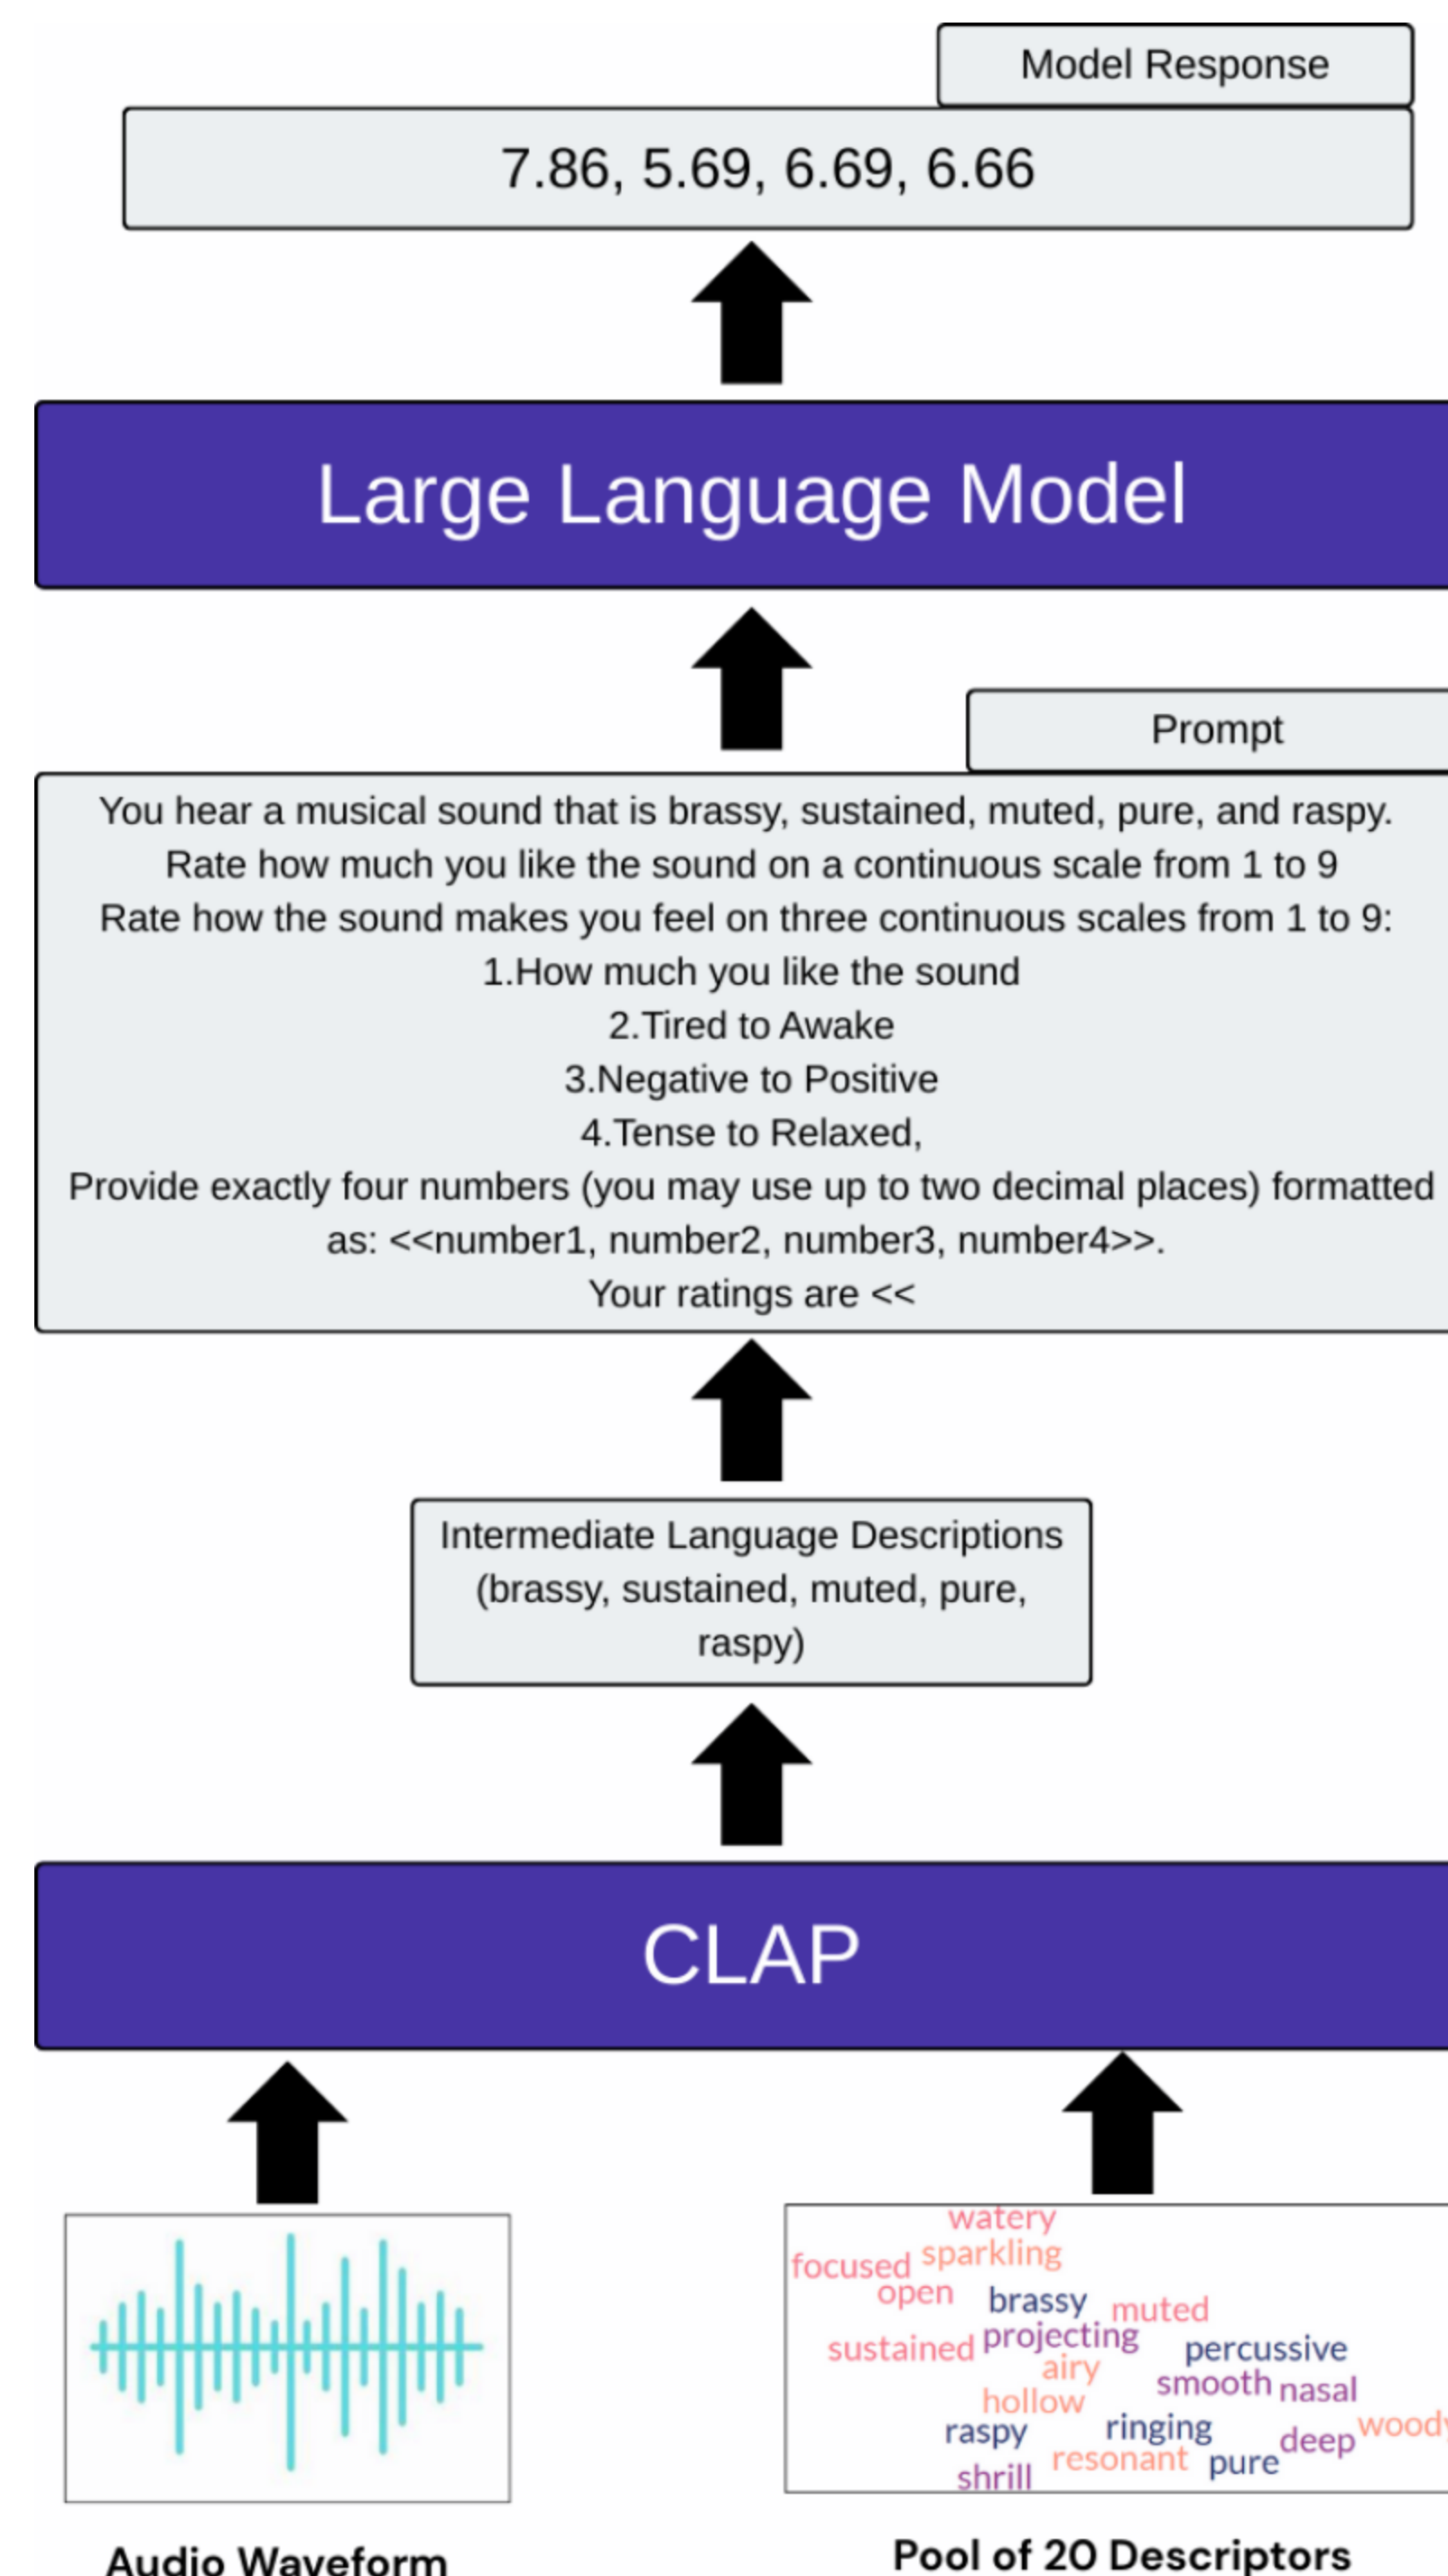 Model Response
7.86, 5.69, 6.69, 6.66
Large Language Model
Prompt
You hear a musical sound that is brassy, sustained, muted, pure, and raspy.
Rate how much you like the sound on a continuous scale from 1 to 9
Rate how the sound makes you feel on three continuous scales from 1 to 9:
1.How much you like the sound
2.Tired to Awake
3.Negative to Positive
4.Tense to Relaxed,
Provide exactly four numbers (you may use up to two decimal places) formatted
as: <<number1, number2, number3, number4>>.
Your ratings are <<
Intermediate Language Descriptions
(brassy, sustained, muted, pure,
raspy)
CLAP
watery
focused sparkling
open brassy muted
sustained projecting percussive
airy smooth nasal
hollow
raspy ringing deep woody
resonant pure
shrill
Audio Waveform
Pool of 20 Descriptors